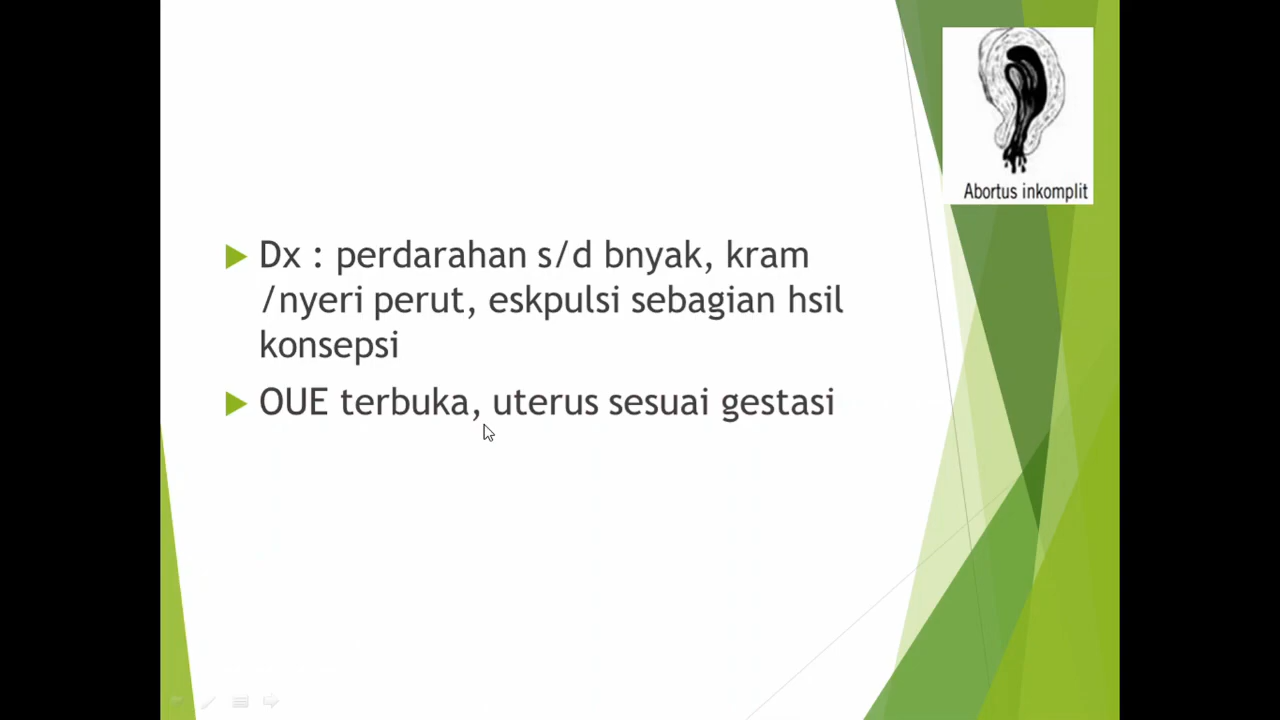 Abortus inkomplit
Dx : perdarahan s/d bnyak, kram
/nyeri perut, eskpulsi sebagian hsil
konsepsi
OUE terbuka, uterus sesuai gestasi